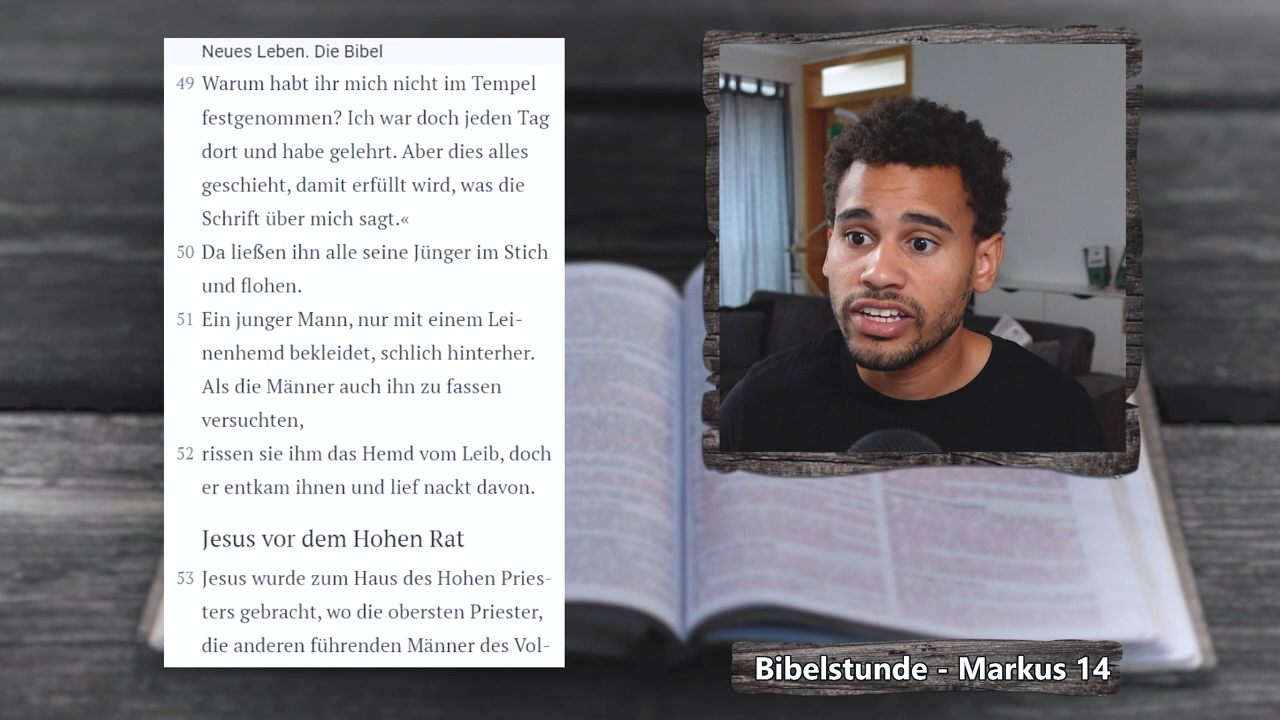 Neues Leben. Die Bibel
49 Warum habt ihr mich nicht im Tempel
festgenommen? Ich war doch jeden Tag
dort und habe gelehrt. Aber dies alles
geschieht, damit erfüllt wird, was die
Schrift über mich sagt.«
50 Da ließen ihn alle seine Jünger im Stich
und flohen.
51 Ein junger Mann, nur mit einem Lei-
nenhemd bekleidet, schlich hinterher.
Als die Männer auch ihn zu fassen
versuchten,
52 rissen sie ihm das Hemd vom Leib, doch
er entkam ihnen und lief nackt davon.
Jesus vor dem Hohen Rat
53 Jesus wurde zum Haus des Hohen Pries-
ters gebracht, wo die obersten Priester,
die anderen führenden Männer des Vol-
Bibelstunde - Markus 14